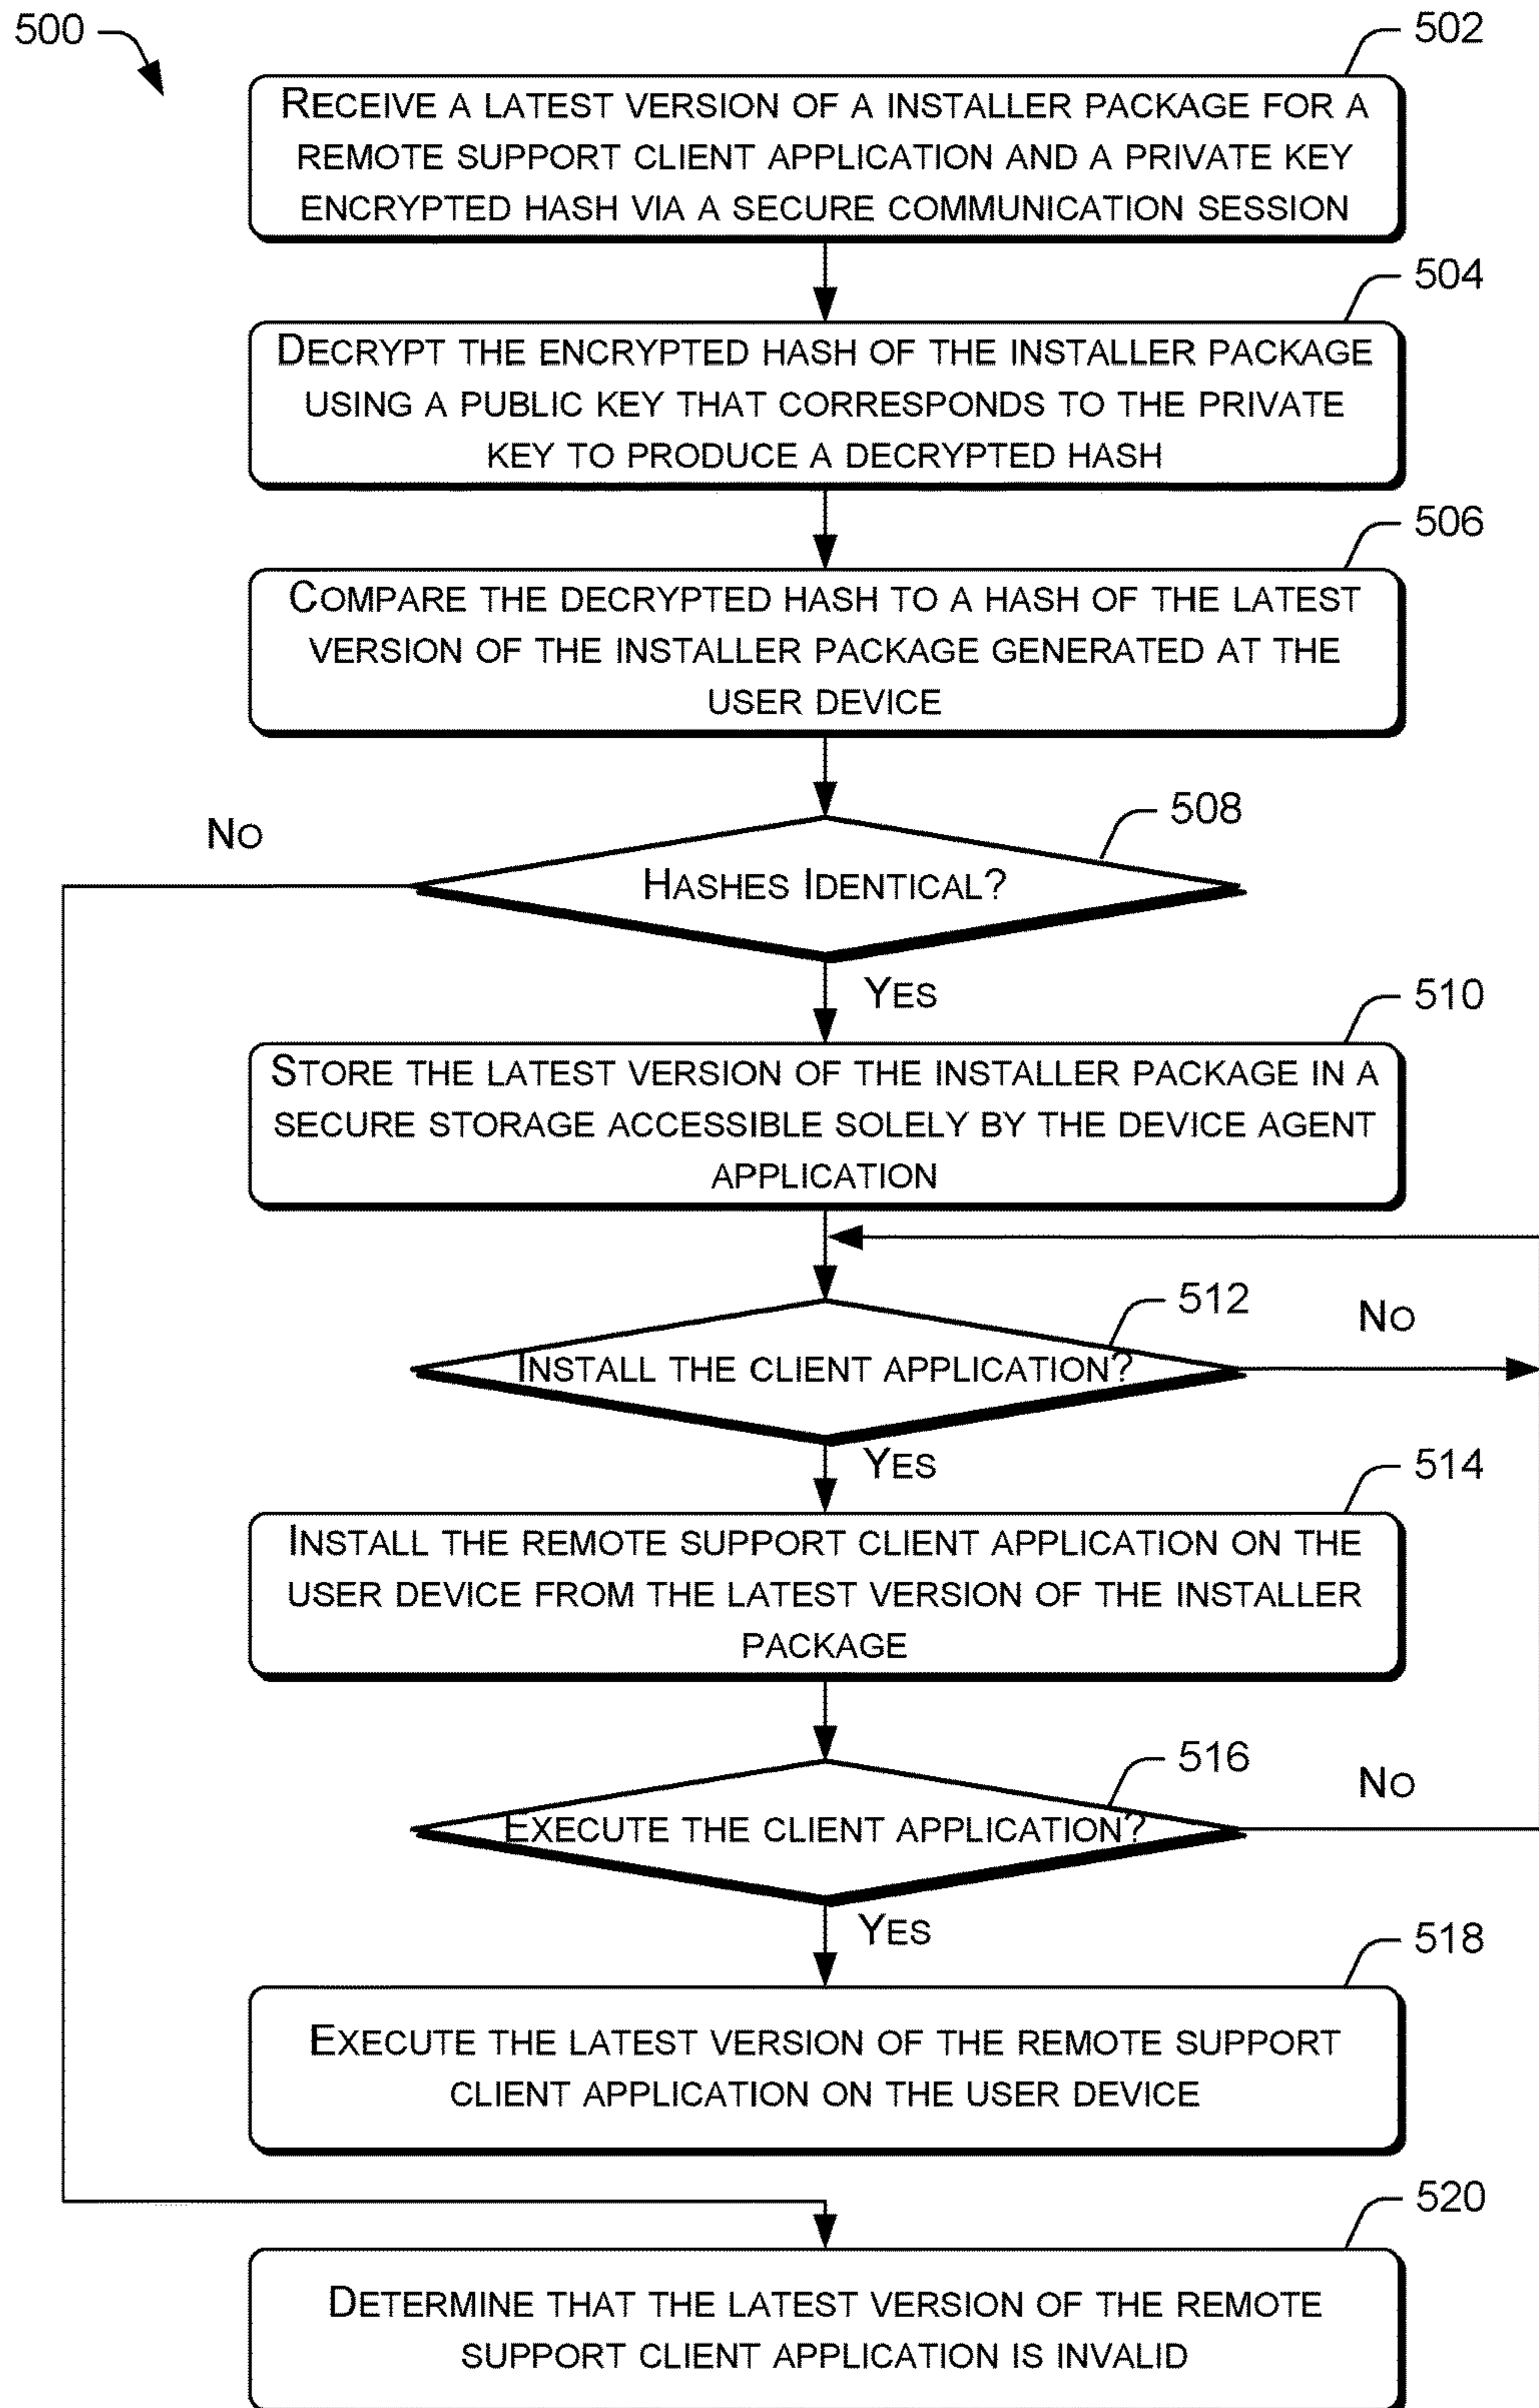 500
502
RECEIVE A LATEST VERSION OF A INSTALLER PACKAGE FOR A
REMOTE SUPPORT CLIENT APPLICATION AND A PRIVATE KEY
ENCRYPTED HASH VIA A SECURE COMMUNICATION SESSION
504
DECRYPT THE ENCRYPTED HASH OF THE INSTALLER PACKAGE
USING A PUBLIC KEY THAT CORRESPONDS TO THE PRIVATE
KEY TO PRODUCE A DECRYPTED HASH
506
COMPARE THE DECRYPTED HASH TO A HASH OF THE LATEST
VERSION OF THE INSTALLER PACKAGE GENERATED AT THE
USER DEVICE
508
NO
HASHES IDENTICAL?
YES
510
STORE THE LATEST VERSION OF THE INSTALLER PACKAGE IN A
SECURE STORAGE ACCESSIBLE SOLELY BY THE DEVICE AGENT
APPLICATION
512
NO
INSTALL THE CLIENT APPLICATION?
YES
514
INSTALL THE REMOTE SUPPORT CLIENT APPLICATION ON THE
USER DEVICE FROM THE LATEST VERSION OF THE INSTALLER
PACKAGE
516
NO
EXECUTE THE CLIENT APPLICATION?
YES
518
EXECUTE THE LATEST VERSION OF THE REMOTE SUPPORT
CLIENT APPLICATION ON THE USER DEVICE
520
DETERMINE THAT THE LATEST VERSION OF THE REMOTE
SUPPORT CLIENT APPLICATION IS INVALID